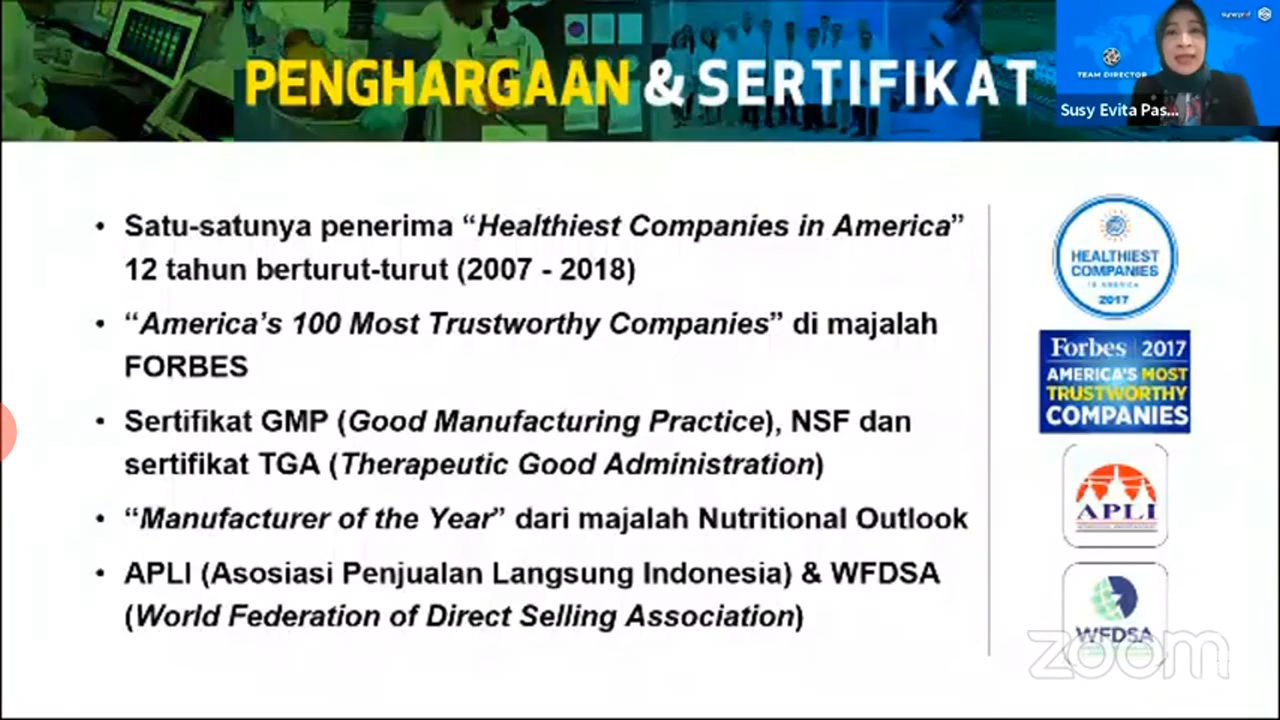 PENGHARGAAN & SERTIFIKAT
TEAM DIRECTOR
Susy Evita Pas...
• Satu-satunya penerima “Healthiest Companies in America”
12 tahun berturut-turut (2007 - 2018)
• “America’s 100 Most Trustworthy Companies” di majalah
FORBES
• Sertifikat GMP (Good Manufacturing Practice), NSF dan
sertifikat TGA (Therapeutic Good Administration)
• “Manufacturer of the Year” dari majalah Nutritional Outlook
• APLI (Asosiasi Penjualan Langsung Indonesia) & WFDSA
(World Federation of Direct Selling Association)
HEALTHIEST
COMPANIES
IN AMERICA
2017
Forbes | 2017
AMERICA'S MOST
TRUSTWORTHY
COMPANIES
APLI
WFDSA
zoom